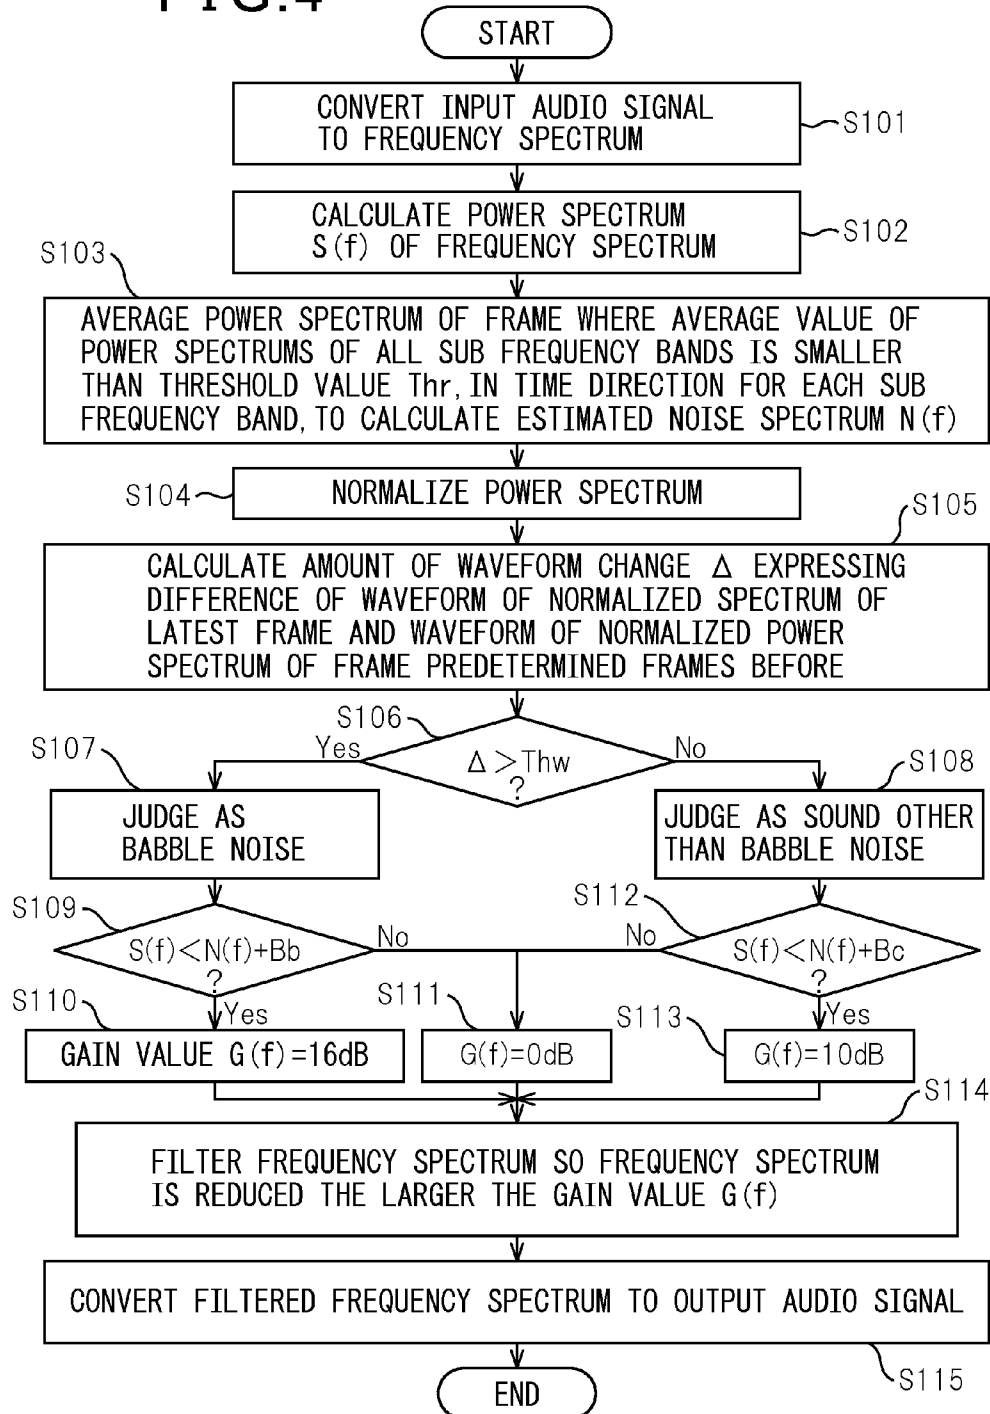 FIG.4
START
CONVERT INPUT AUDIO SIGNAL
TO FREQUENCY SPECTRUM
S101
CALCULATE POWER SPECTRUM
S(f) OF FREQUENCY SPECTRUM
S102
S103
AVERAGE POWER SPECTRUM OF FRAME WHERE AVERAGE VALUE OF
POWER SPECTRUMS OF ALL SUB FREQUENCY BANDS IS SMALLER
THAN THRESHOLD VALUE Thr, IN TIME DIRECTION FOR EACH SUB
FREQUENCY BAND, TO CALCULATE ESTIMATED NOISE SPECTRUM N(f)
S104
NORMALIZE POWER SPECTRUM
S105
CALCULATE AMOUNT OF WAVEFORM CHANGE Δ EXPRESSING
DIFFERENCE OF WAVEFORM OF NORMALIZED SPECTRUM OF
LATEST FRAME AND WAVEFORM OF NORMALIZED POWER
SPECTRUM OF FRAME PREDETERMINED FRAMES BEFORE
S106
Yes
Δ>Thw
?
No
S107
JUDGE AS
BABBLE NOISE
S108
JUDGE AS SOUND OTHER
THAN BABBLE NOISE
S109
S(f)<N(f)+Bb
?
No
Yes
S112
No
S(f)<N(f)+Bc
?
Yes
S110
GAIN VALUE G(f)=16dB
S111
G(f)=0dB
S113
G(f)=10dB
S114
FILTER FREQUENCY SPECTRUM SO FREQUENCY SPECTRUM
IS REDUCED THE LARGER THE GAIN VALUE G(f)
CONVERT FILTERED FREQUENCY SPECTRUM TO OUTPUT AUDIO SIGNAL
S115
END